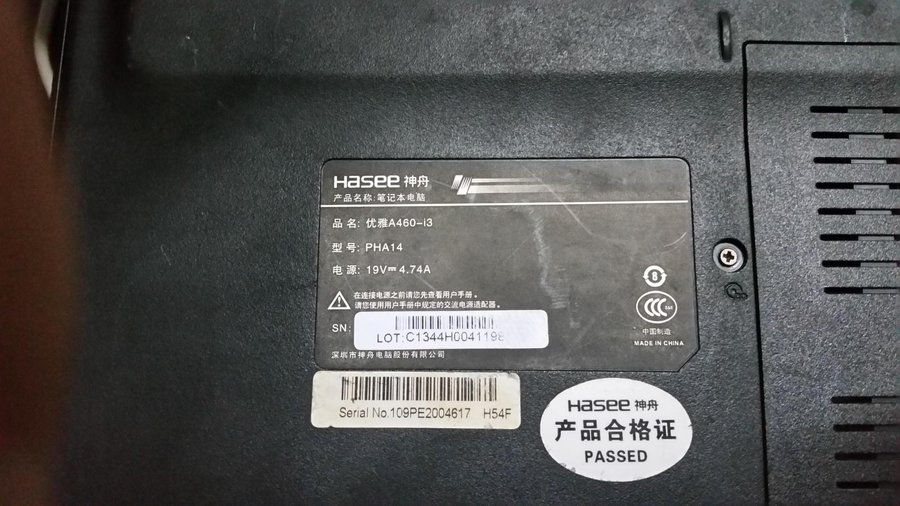 Hasee 神舟
产品名称:笔记本电脑
品 名: 优雅A460-i3
型 号: PHA14
电 源: 19V⎓4.74A
在连接电源之前请您先查看用户手册。
请您使用用户手册中规定的交流电源适配器。
6
CCC
中国制造
MADE IN CHINA
SN:
LOT:C1344H0041198
深圳市神舟电脑股份有限公司
Serial No.109PE2004617 H54F
Hasee 神舟
产品合格证
PASSED